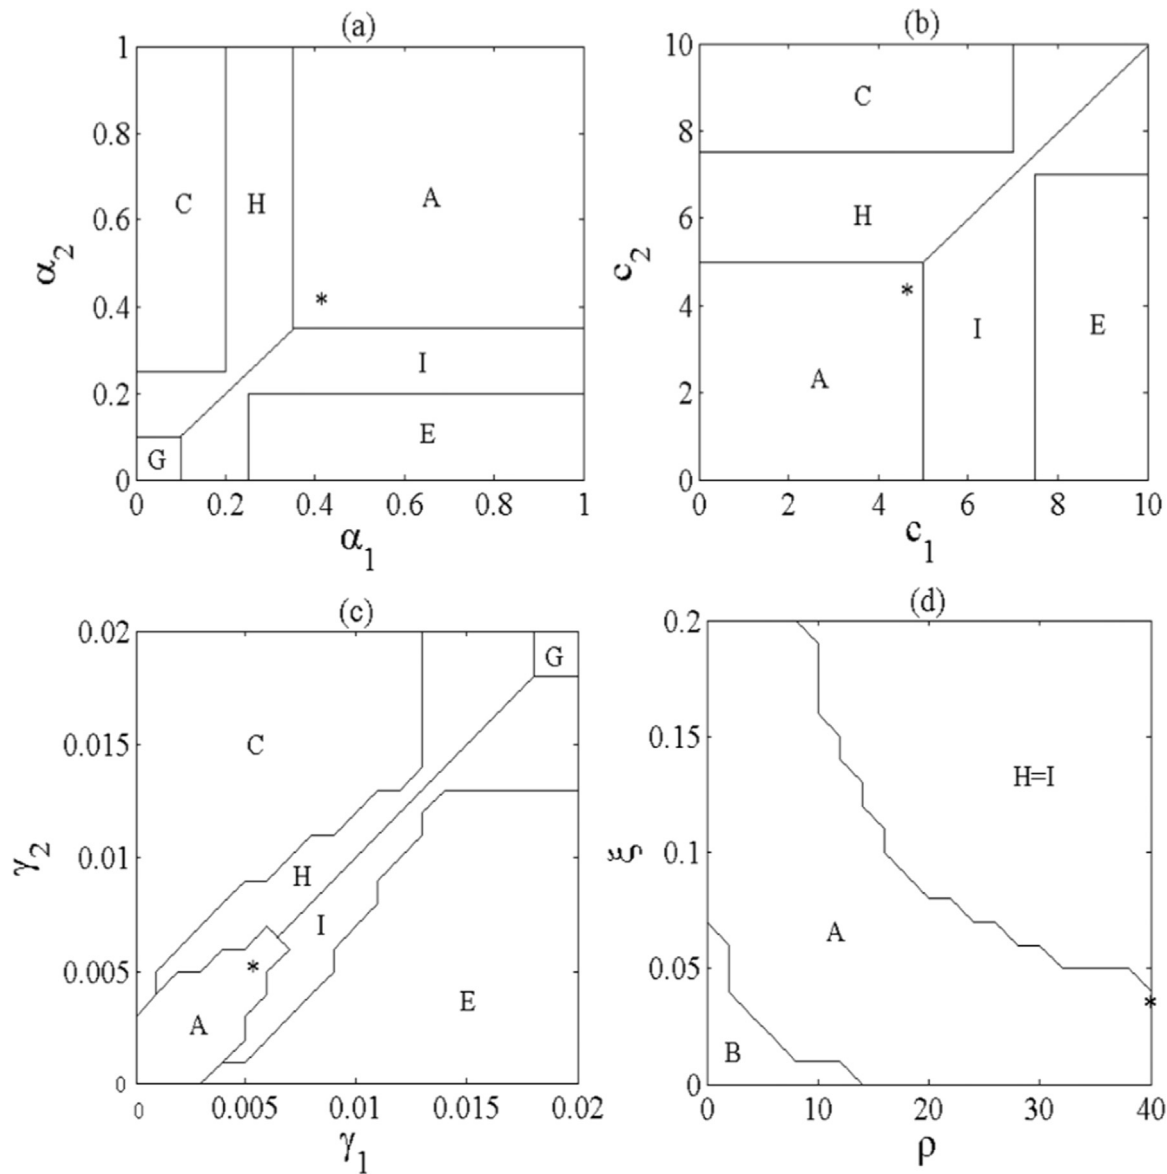 (a)
1
0.8
0.6
0.4
0.2
0
α2
C
H
A
*
I
E
G
0 0.2 0.4 0.6 0.8 1
α1
(b)
10
8
6
4
2
0
c2
C
H
*
A
I
E
0 2 4 6 8 10
c1
(c)
0.02
0.015
0.01
0.005
0
γ2
G
C
H
I
*
A
E
0 0.005 0.01 0.015 0.02
γ1
(d)
0.2
0.15
0.1
0.05
0
ξ
H=I
A
*
B
0 10 20 30 40
ρ